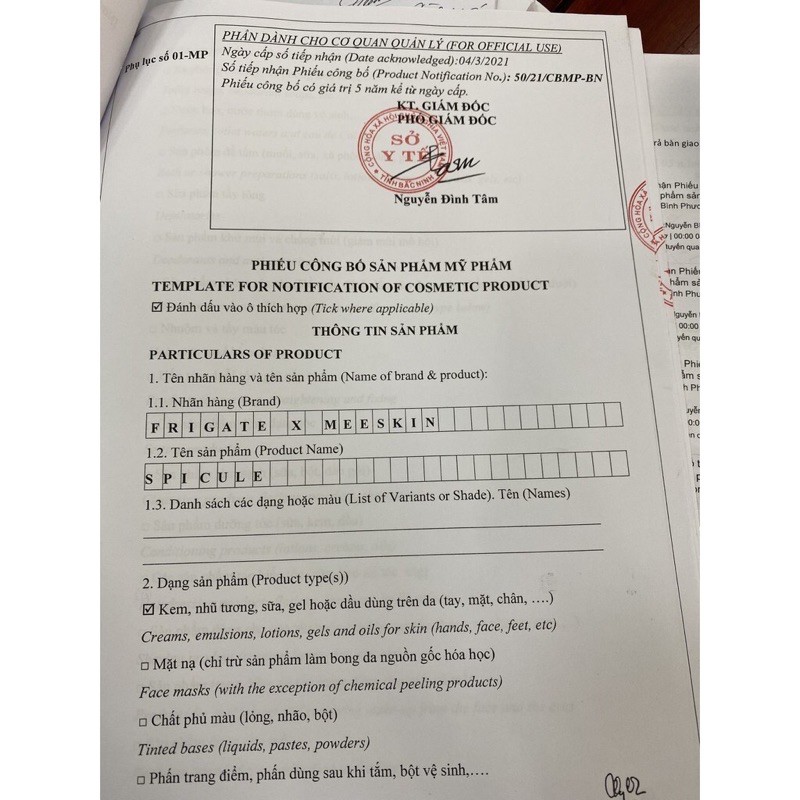 Phụ lục số 01-MP
PHẦN DÀNH CHO CƠ QUAN QUẢN LÝ (FOR OFFICIAL USE)
Ngày cấp số tiếp nhận (Date acknowledged):04/3/2021
Số tiếp nhận Phiếu công bố (Product Notification No.): 50/21/CBMP-BN
Phiếu công bố có giá trị 5 năm kể từ ngày cấp.
KT. GIÁM ĐỐC
PHÓ GIÁM ĐỐC
SỞ
Y TẾ
TỈNH BẮC NINH
Nguyễn Đình Tâm
PHIẾU CÔNG BỐ SẢN PHẨM MỸ PHẨM
TEMPLATE FOR NOTIFICATION OF COSMETIC PRODUCT
☑ Đánh dấu vào ô thích hợp (Tick where applicable)
THÔNG TIN SẢN PHẨM
PARTICULARS OF PRODUCT
1. Tên nhãn hàng và tên sản phẩm (Name of brand & product):
1.1. Nhãn hàng (Brand)
FRIGATE X MEESKIN
1.2. Tên sản phẩm (Product Name)
SPICULE
1.3. Danh sách các dạng hoặc màu (List of Variants or Shade). Tên (Names)
2. Dạng sản phẩm (Product type(s))
☑ Kem, nhũ tương, sữa, gel hoặc dầu dùng trên da (tay, mặt, chân, ….)
Creams, emulsions, lotions, gels and oils for skin (hands, face, feet, etc)
□ Mặt nạ (chỉ trừ sản phẩm làm bong da nguồn gốc hóa học)
Face masks (with the exception of chemical peeling products)
□ Chất phủ màu (lỏng, nhão, bột)
Tinted bases (liquids, pastes, powders)
□ Phấn trang điểm, phấn dùng sau khi tắm, bột vệ sinh,….